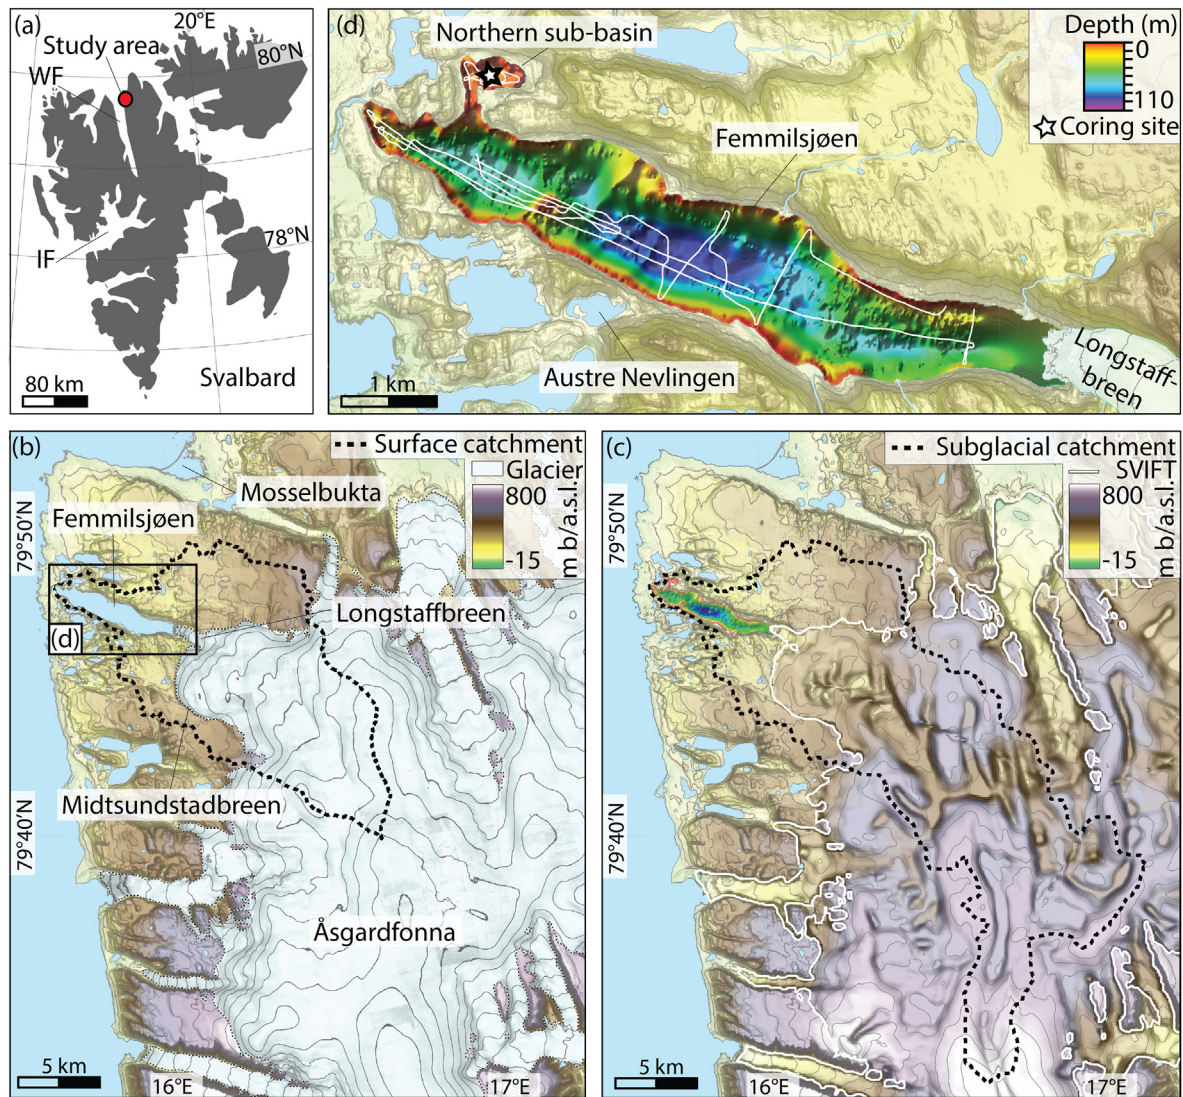 (a)
20°E
Study area
80°N
WF
78°N
IF
80 km
Svalbard
(d)
Northern sub-basin
Depth (m)
0
110
Coring site
Femmilsjøen
Austre Nevlingen
Longstaff-
breen
1 km
(b)
Surface catchment
Glacier
800
-15
m b/a.s.l.
Mosselbukta
79°50'N
Femmilsjøen
Longstaffbreen
(d)
Midtsundstadbreen
79°40'N
Åsgardfonna
5 km
16°E
17°E
(c)
Subglacial catchment
SVIFT
800
-15
m b/a.s.l.
79°50'N
79°40'N
5 km
16°E
17°E